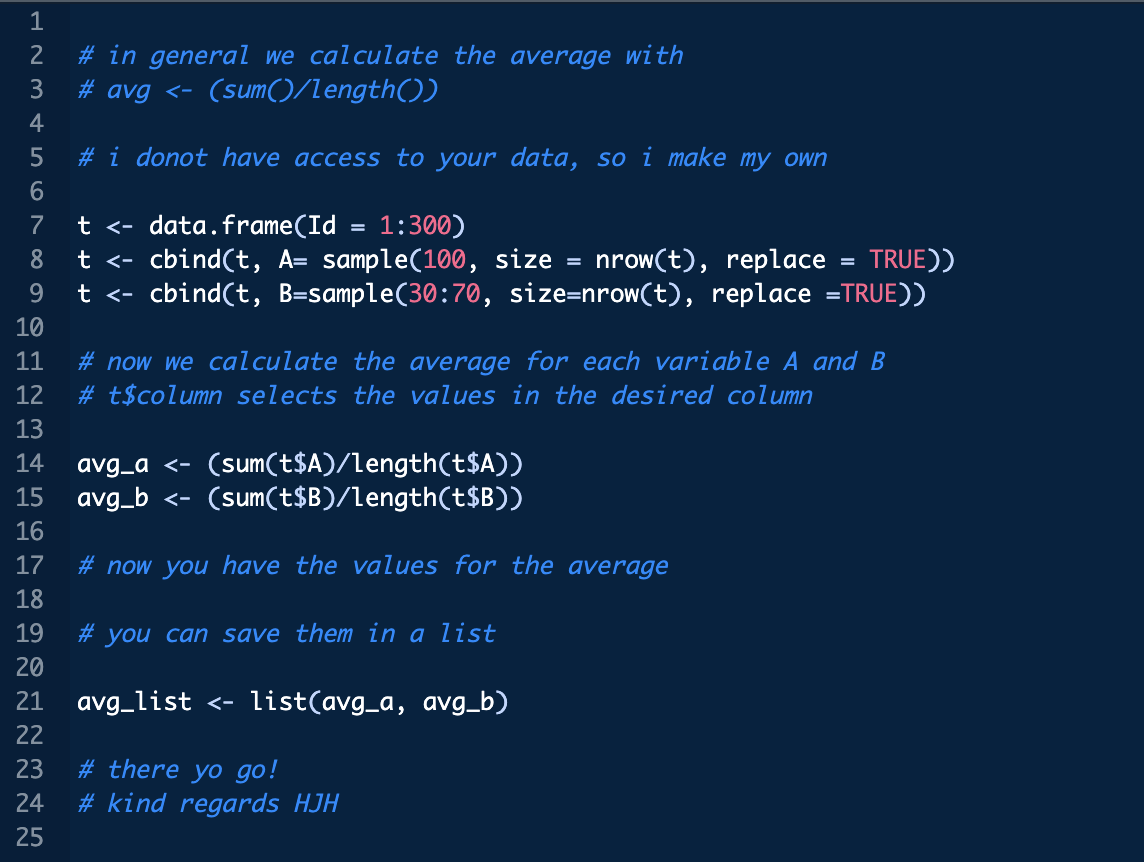 1
2 # in general we calculate the average with
3 # avg <- (sum()/length())
4
5 # i donot have access to your data, so i make my own
6
7 t <- data.frame(Id = 1:300)
8 t <- cbind(t, A= sample(100, size = nrow(t), replace = TRUE))
9 t <- cbind(t, B=sample(30:70, size=nrow(t), replace =TRUE))
10
11 # now we calculate the average for each variable A and B
12 # t$column selects the values in the desired column
13
14 avg_a <- (sum(t$A)/length(t$A))
15 avg_b <- (sum(t$B)/length(t$B))
16
17 # now you have the values for the average
18
19 # you can save them in a list
20
21 avg_list <- list(avg_a, avg_b)
22
23 # there yo go!
24 # kind regards HJH
25